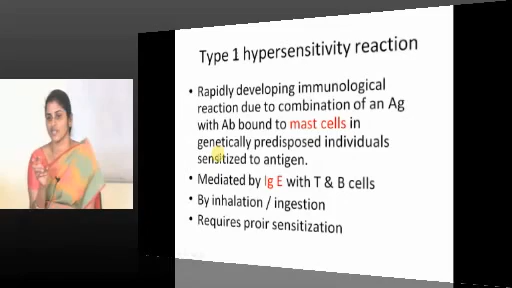 Type 1 hypersensitivity reaction
• Rapidly developing immunological
reaction due to combination of an Ag
with Ab bound to mast cells in
genetically predisposed individuals
sensitized to antigen.
• Mediated by Ig E with T & B cells
• By inhalation / ingestion
• Requires proir sensitization